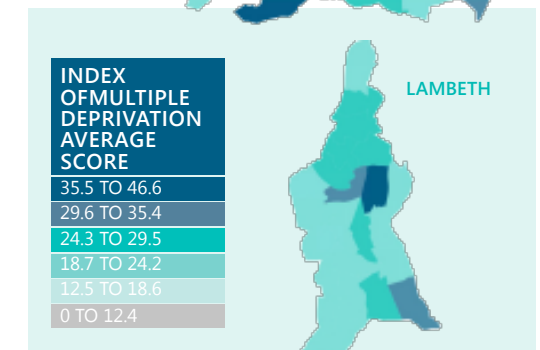 INDEX
OFMULTIPLE
DEPRIVATION
AVERAGE
SCORE
35.5 TO 46.6
29.6 TO 35.4
24.3 TO 29.5
18.7 TO 24.2
12.5 TO 18.6
0 TO 12.4
LAMBETH